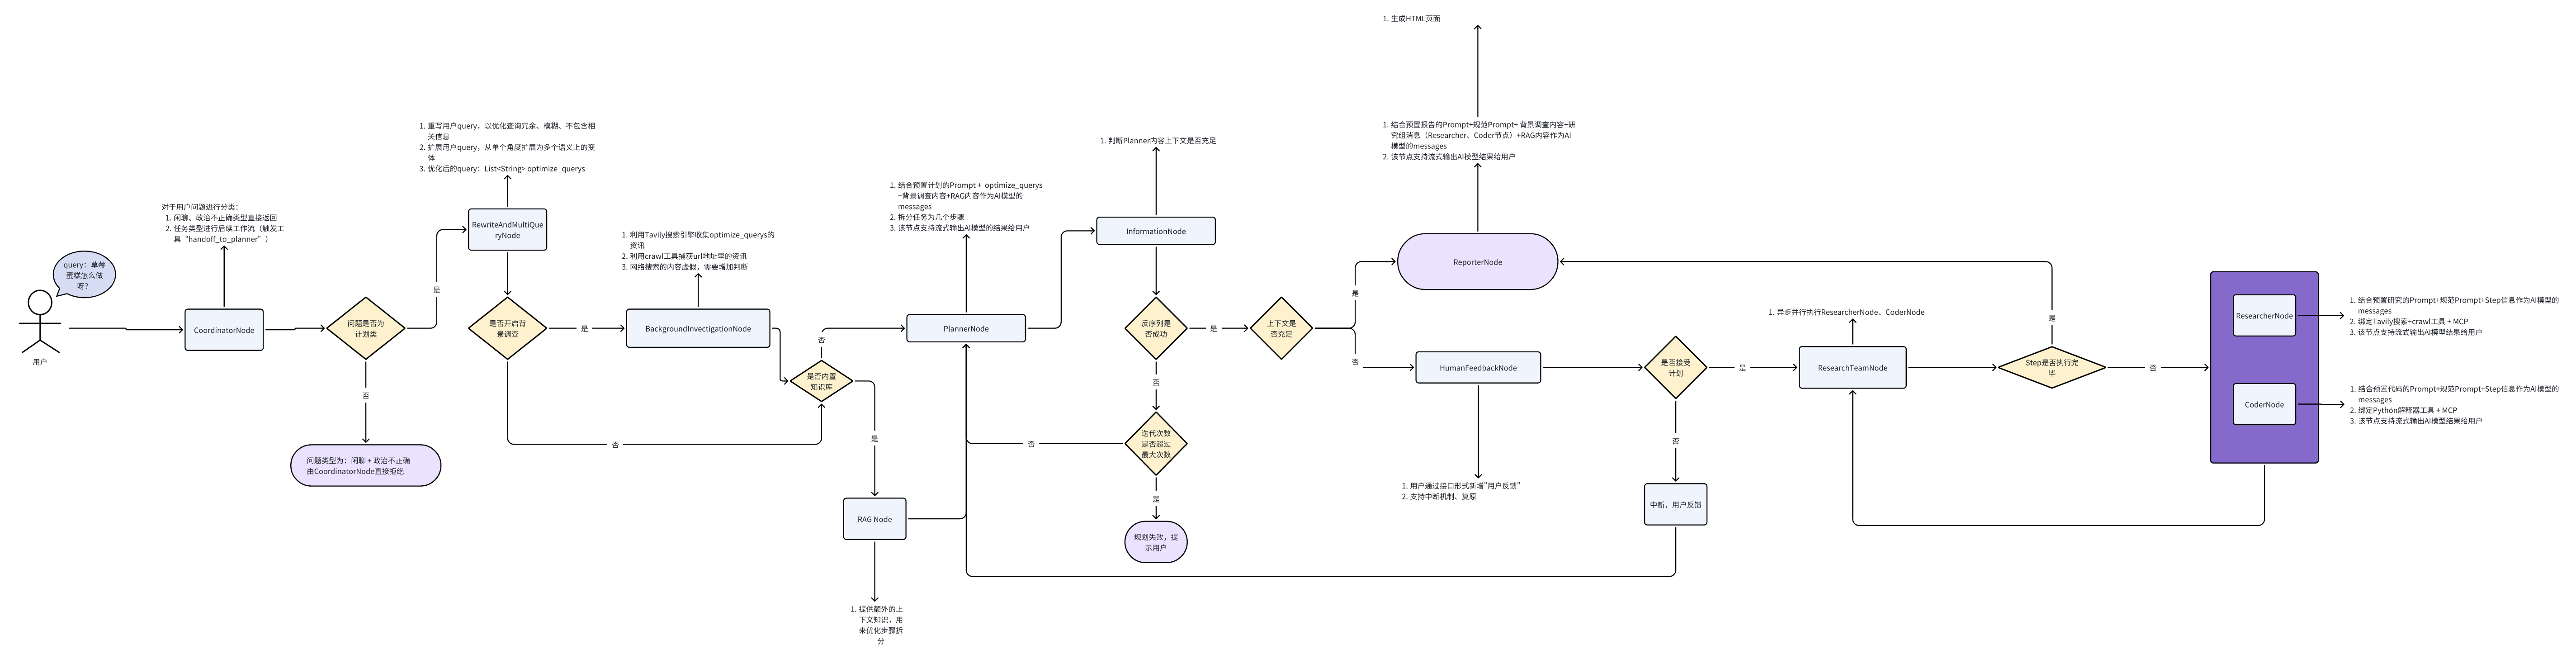 query：草莓
蛋糕怎么做
呀？
用户
对于用户问题进行分类：
1. 闲聊、政治不正确类型直接返回
2. 任务类型进行后续工作流（触发工
具“handoff_to_planner”）
CoordinatorNode
问题是否为
计划类
是
否
问题类型为：闲聊 + 政治不正确
由CoordinatorNode直接拒绝
1. 重写用户query，以优化查询冗余、模糊、不包含相
关信息
2. 扩展用户query，从单个角度扩展为多个语义上的变
体
3. 优化后的query：List<String> optimize_querys
RewriteAndMultiQue
ryNode
是否开启背
景调查
是
否
1. 利用Tavily搜索引擎收集optimize_querys的
资讯
2. 利用crawl工具捕获url地址里的资讯
3. 网络搜索的内容虚假，需要增加判断
BackgroundInvectigationNode
是否内置
知识库
否
是
RAG Node
1. 提供额外的上
下文知识，用
来优化步骤拆
分
1. 结合预置计划的Prompt + optimize_querys
+背景调查内容+RAG内容作为AI模型的
messages
2. 拆分任务为几个步骤
3. 该节点支持流式输出AI模型的结果给用户
PlannerNode
1. 判断Planner内容上下文是否充足
InformationNode
反序列是
否成功
是
否
迭代次数
是否超过
最大次数
否
是
规划失败，提
示用户
上下文是
否充足
是
否
1. 生成HTML页面
1. 结合预置报告的Prompt+规范Prompt+ 背景调查内容+研
究组消息（Researcher、Coder节点）+RAG内容作为AI
模型的messages
2. 该节点支持流式输出AI模型结果给用户
ReporterNode
HumanFeedbackNode
1. 用户通过接口形式新增"用户反馈"
2. 支持中断机制、复原
是否接受
计划
是
否
中断，用户反馈
1. 异步并行执行ResearcherNode、CoderNode
ResearchTeamNode
Step是否执行完
毕
是
否
ResearcherNode
1. 结合预置研究的Prompt+规范Prompt+Step信息作为AI模型的
messages
2. 绑定Tavily搜索+crawl工具 + MCP
3. 该节点支持流式输出AI模型结果给用户
CoderNode
1. 结合预置代码的Prompt+规范Prompt+Step信息作为AI模型的
messages
2. 绑定Python解释器工具 + MCP
3. 该节点支持流式输出AI模型结果给用户